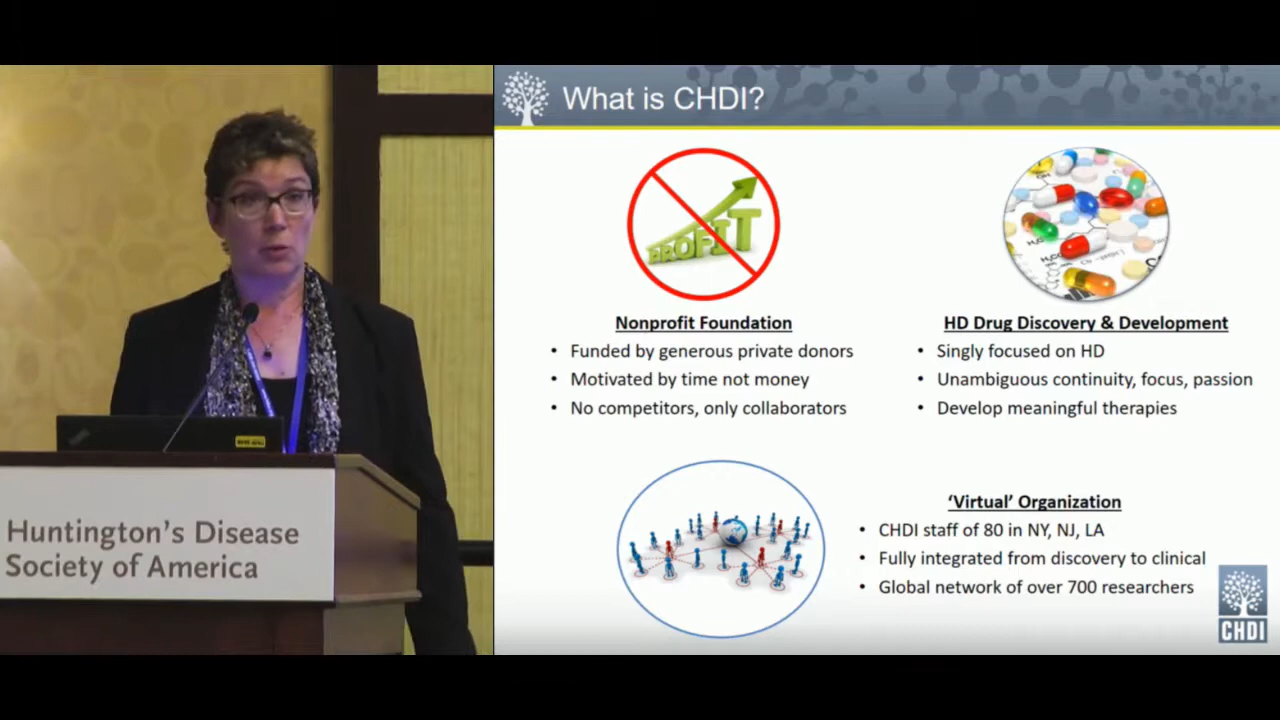 What is CHDI?
PROFIT
Nonprofit Foundation
• Funded by generous private donors
• Motivated by time not money
• No competitors, only collaborators
HD Drug Discovery & Development
• Singly focused on HD
• Unambiguous continuity, focus, passion
• Develop meaningful therapies
‘Virtual’ Organization
• CHDI staff of 80 in NY, NJ, LA
• Fully integrated from discovery to clinical
• Global network of over 700 researchers
CHDI
Huntington's Disease
Society of America